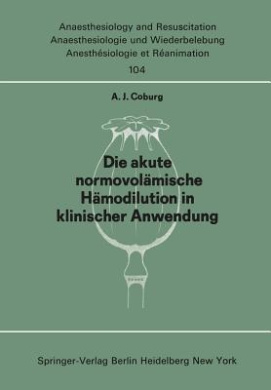 Anaesthesiology and Resuscitation
Anaesthesiologie und Wiederbelebung
Anesthésiologie et Réanimation
104
A. J. Coburg
Die akute
normovolämische
Hämodilution in
klinischer Anwendung
Springer-Verlag Berlin Heidelberg New York